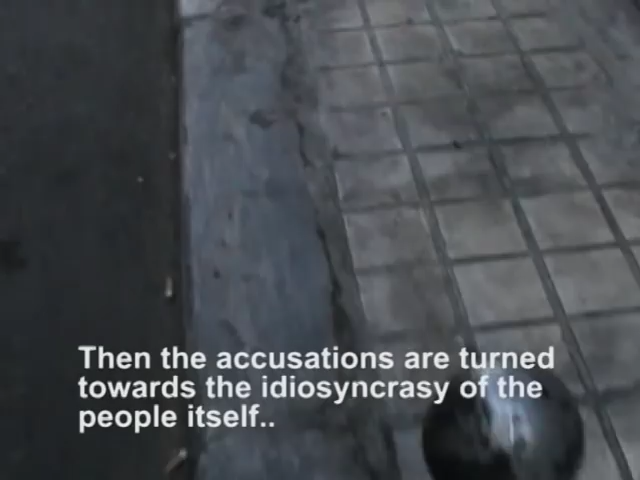 Then the accusations are turned
towards the idiosyncrasy of the
people itself..